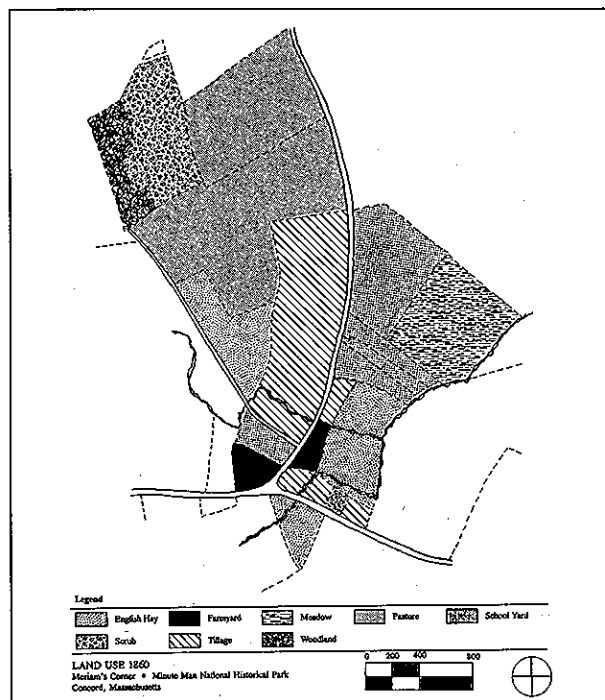 Legend
English Hay Farmyard Meadow Pasture School Yard
Scrub Tillage Woodland
LAND USE 1860
Meriam's Corner • Minute Man National Historical Park
Concord, Massachusetts
0 200 400 800